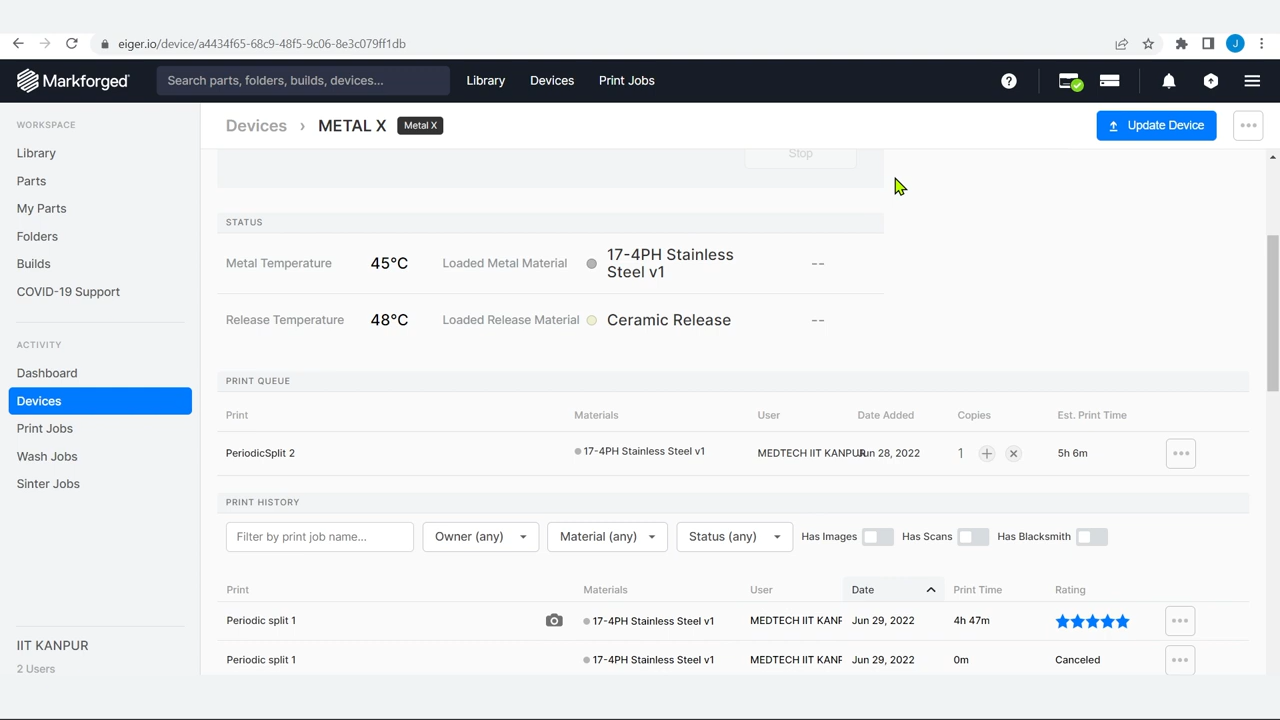 eiger.io/device/a4434f65-68c9-48f5-9c06-8e3c079ff1db
J
Markforged
Search parts, folders, builds, devices...
Library
Devices
Print Jobs
WORKSPACE
Library
Parts
My Parts
Folders
Builds
COVID-19 Support
ACTIVITY
Dashboard
Devices
Print Jobs
Wash Jobs
Sinter Jobs
IIT KANPUR
2 Users
Devices › METAL X Metal X
Update Device
Stop
STATUS
Metal Temperature 45°C Loaded Metal Material 17-4PH Stainless Steel v1 --
Release Temperature 48°C Loaded Release Material Ceramic Release --
PRINT QUEUE
Print Materials User Date Added Copies Est. Print Time
PeriodicSplit 2 17-4PH Stainless Steel v1 MEDTECH IIT KANPUR Jun 28, 2022 1 5h 6m
PRINT HISTORY
Filter by print job name... Owner (any) Material (any) Status (any) Has Images Has Scans Has Blacksmith
Print Materials User Date Print Time Rating
Periodic split 1 17-4PH Stainless Steel v1 MEDTECH IIT KANF Jun 29, 2022 4h 47m
Periodic split 1 17-4PH Stainless Steel v1 MEDTECH IIT KANF Jun 29, 2022 0m Canceled